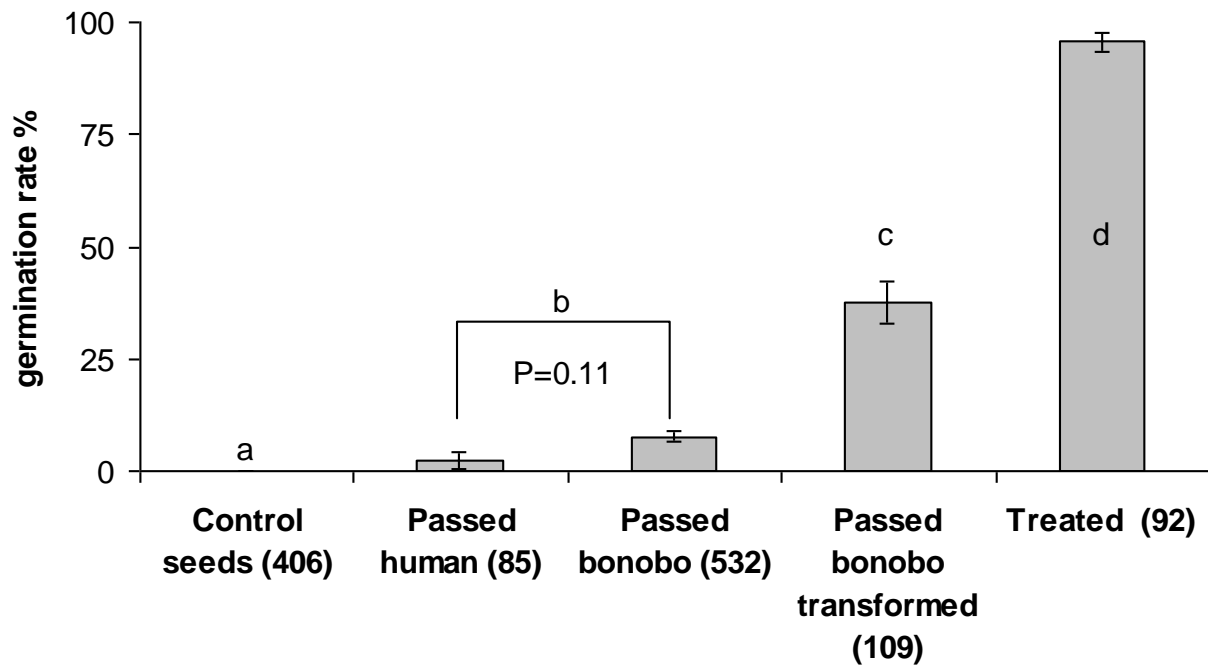 germination rate %
100
75
50
25
0
a
b
P=0.11
c
d
Control
seeds (406)
Passed
human (85)
Passed
bonobo (532)
Passed
bonobo
transformed
(109)
Treated (92)